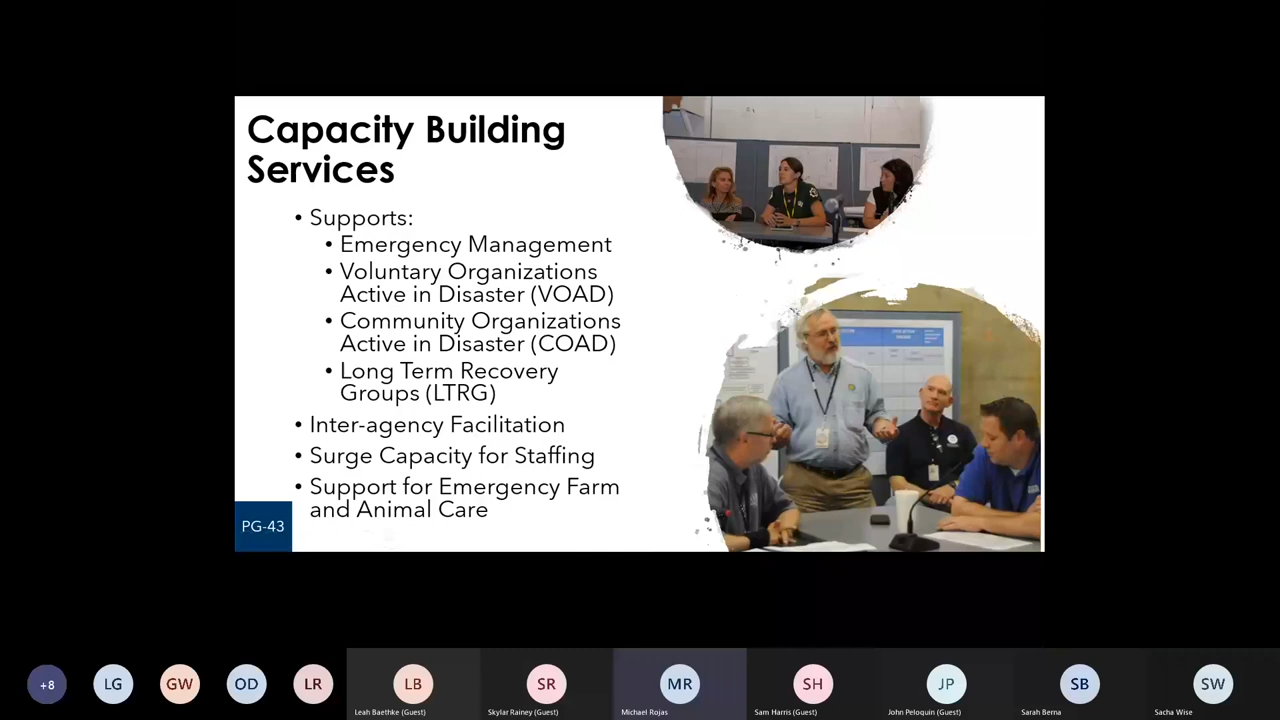 Capacity Building
Services
• Supports:
• Emergency Management
• Voluntary Organizations
Active in Disaster (VOAD)
• Community Organizations
Active in Disaster (COAD)
• Long Term Recovery
Groups (LTRG)
• Inter-agency Facilitation
• Surge Capacity for Staffing
• Support for Emergency Farm
and Animal Care
PG-43
+8
LG
GW
OD
LR
LB
SR
MR
SH
JP
SB
SW
Leah Baethke (Guest)
Skylar Rainey (Guest)
Michael Rojas
Sam Harris (Guest)
John Peloquin (Guest)
Sarah Berna
Sacha Wise